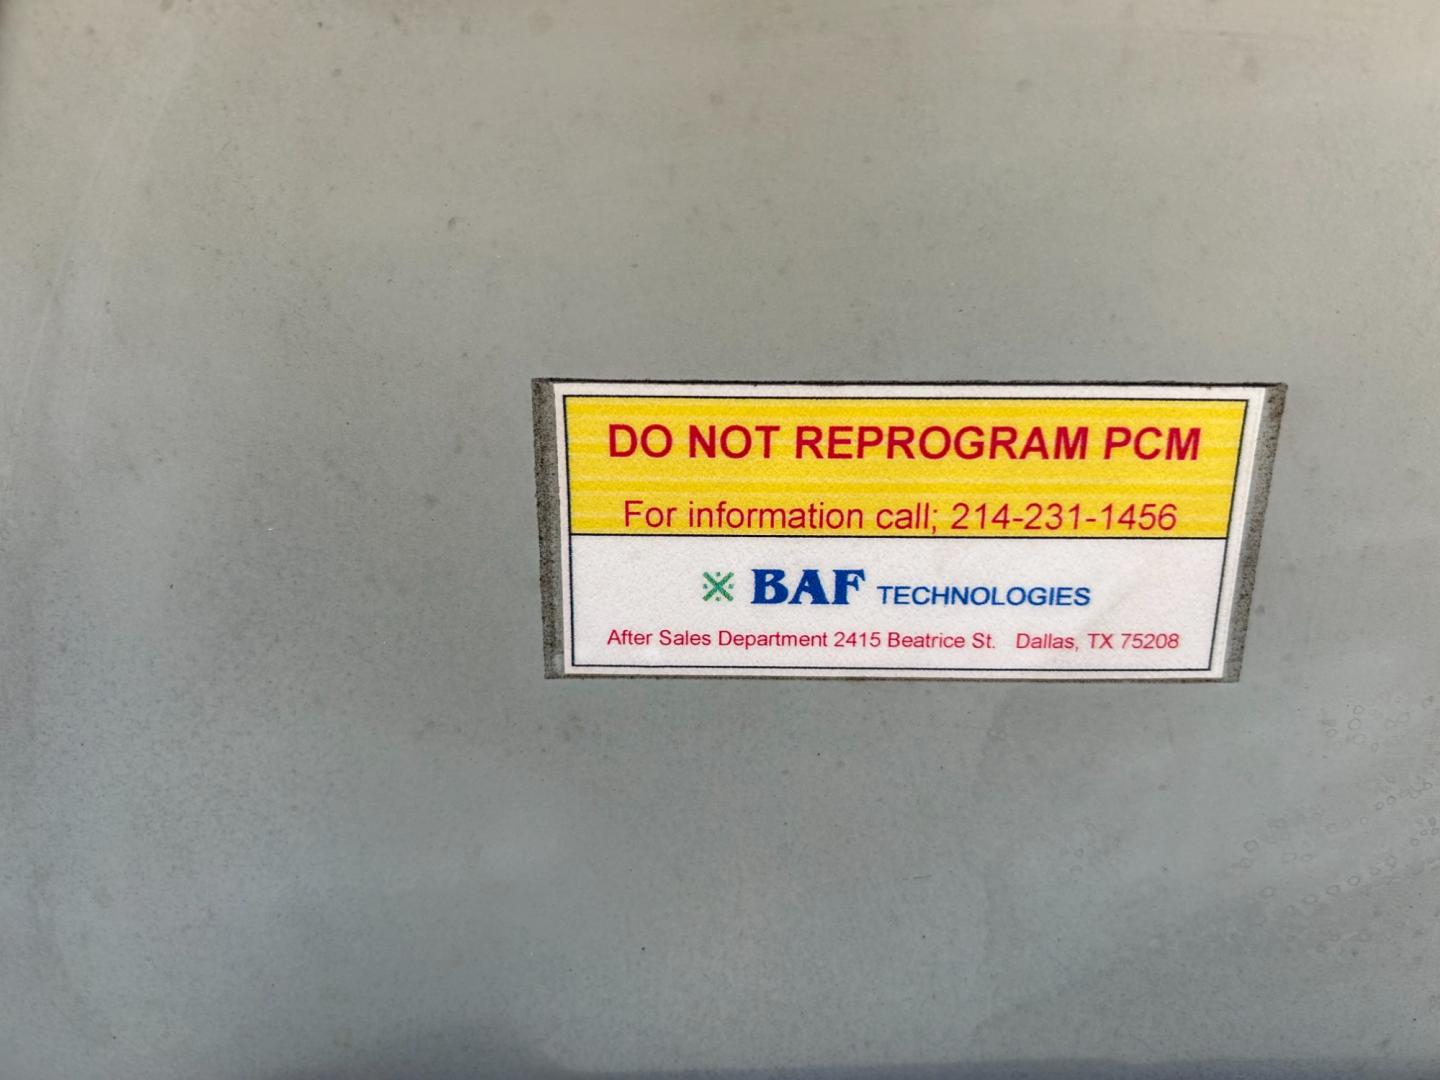 DO NOT REPROGRAM PCM
For information call; 214-231-1456
BAF TECHNOLOGIES
After Sales Department 2415 Beatrice St. Dallas, TX 75208